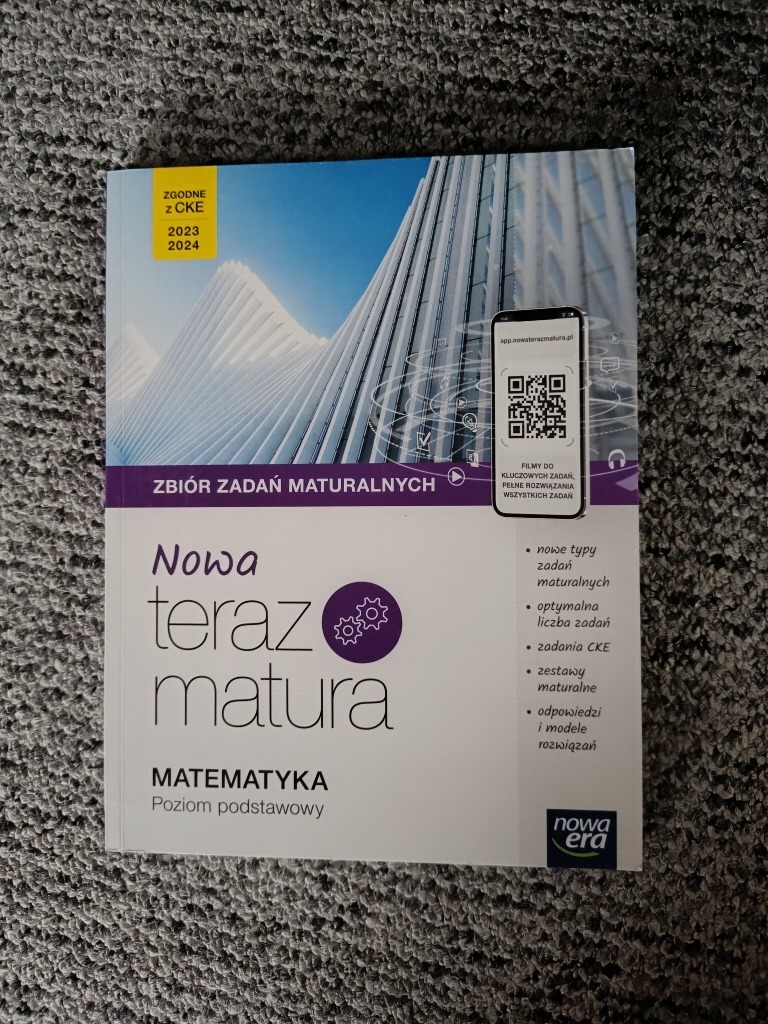 ZGODNE
z CKE
2023
2024
app.nowaterazmatura.pl
FILMY DO
KLUCZOWYCH ZADAŃ,
PEŁNE ROZWIĄZANIA
WSZYSTKICH ZADAŃ
ZBIÓR ZADAŃ MATURALNYCH
Nowa
teraz
matura
MATEMATYKA
Poziom podstawowy
• nowe typy
zadań
maturalnych
• optymalna
liczba zadań
• zadania CKE
• zestawy
maturalne
• odpowiedzi
i modele
rozwiązań
nowa
era